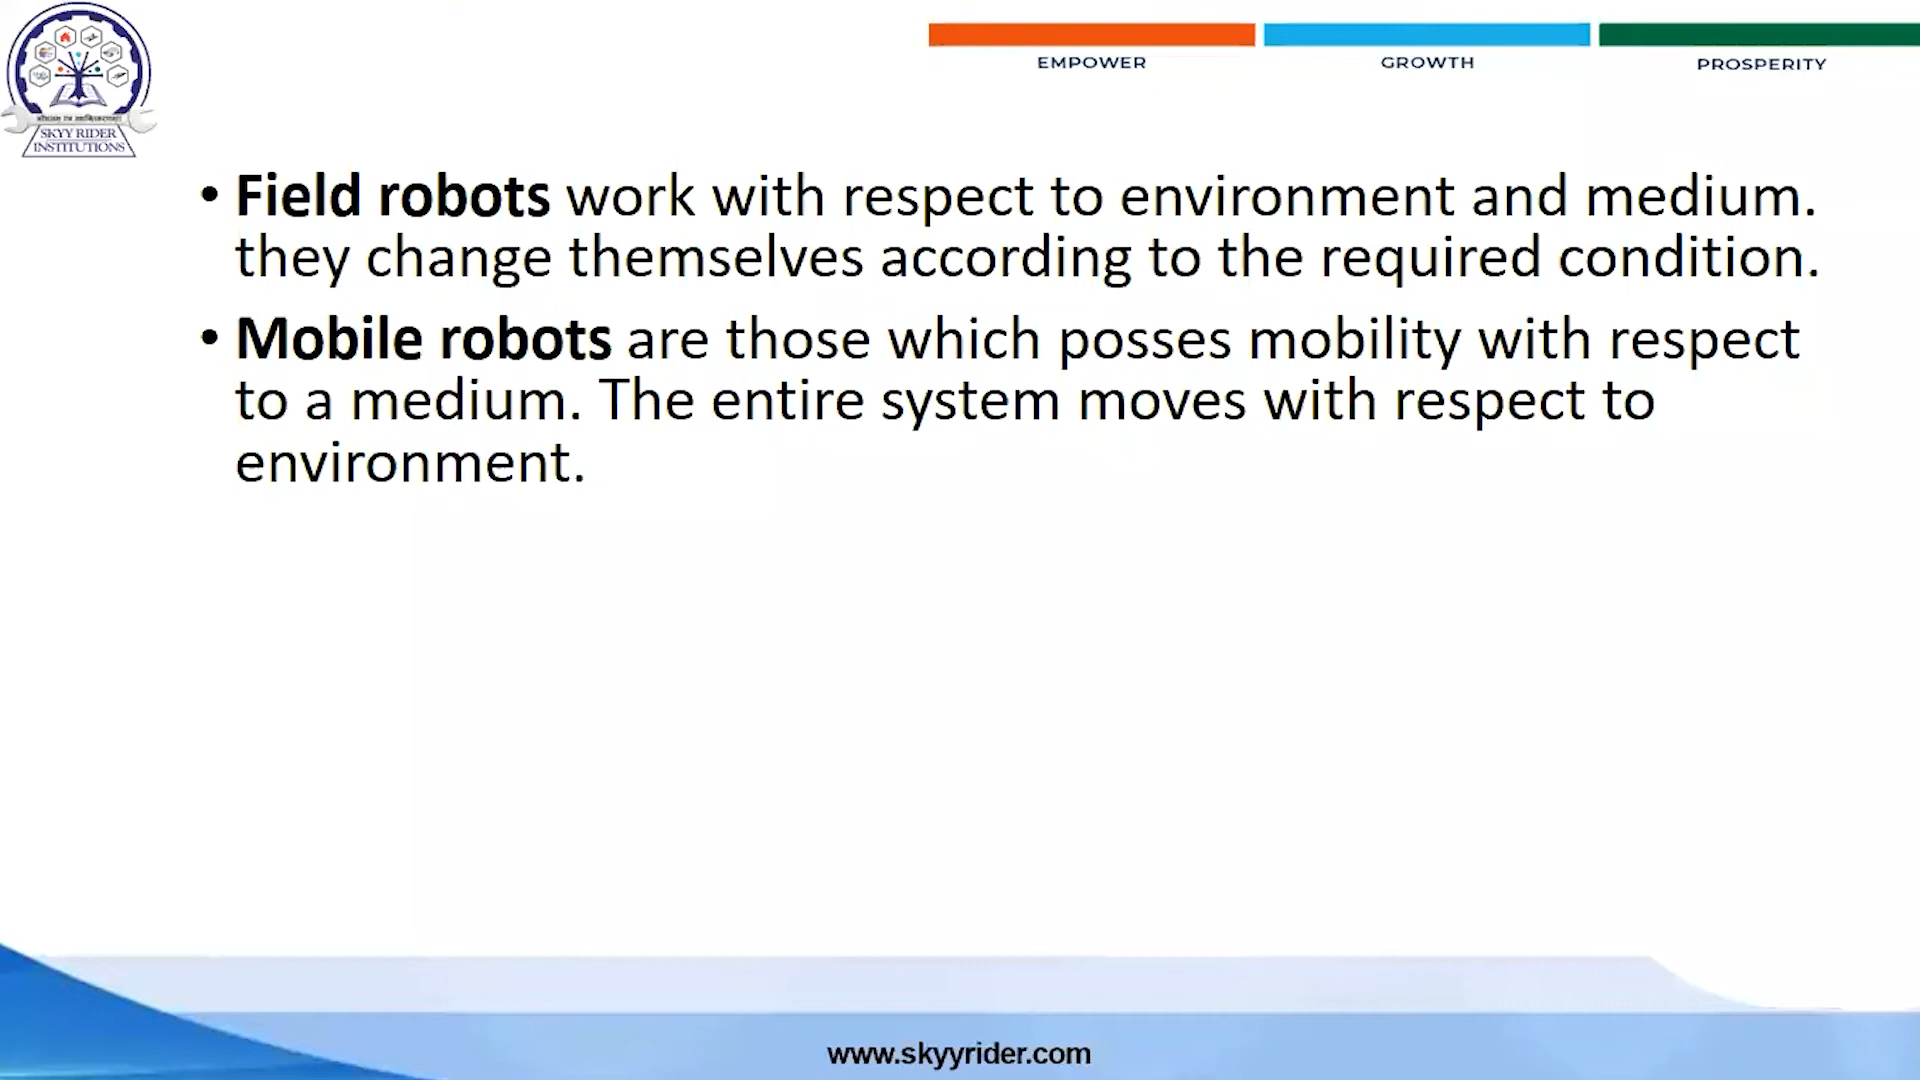 EMPOWER
GROWTH
PROSPERITY
SKYY RIDER
INSTITUTIONS
• Field robots work with respect to environment and medium.
they change themselves according to the required condition.
• Mobile robots are those which posses mobility with respect
to a medium. The entire system moves with respect to
environment.
www.skyyrider.com